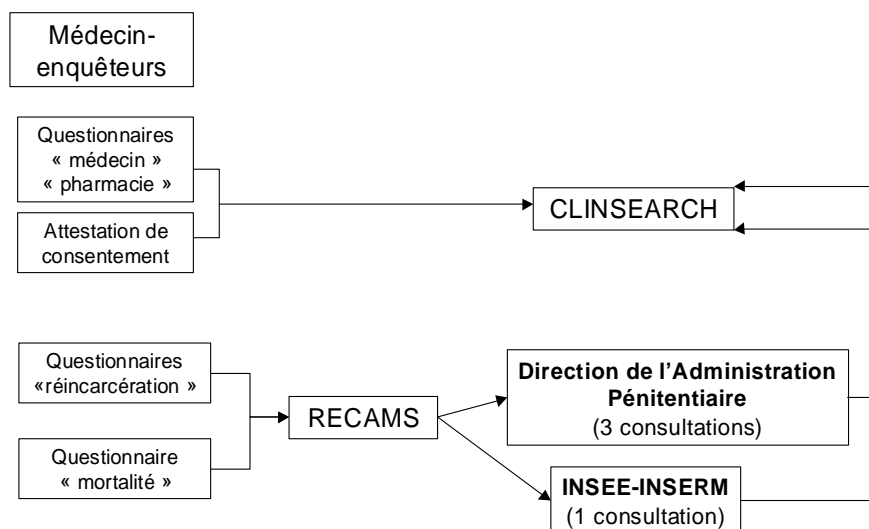 Médecin-
enquêteurs
Questionnaires
« médecin »
« pharmacie »
Attestation de
consentement
CLINSEARCH
Questionnaires
«réincarcération »
Questionnaire
« mortalité »
RECAMS
Direction de l'Administration
Pénitentiaire
(3 consultations)
INSEE-INSERM
(1 consultation)